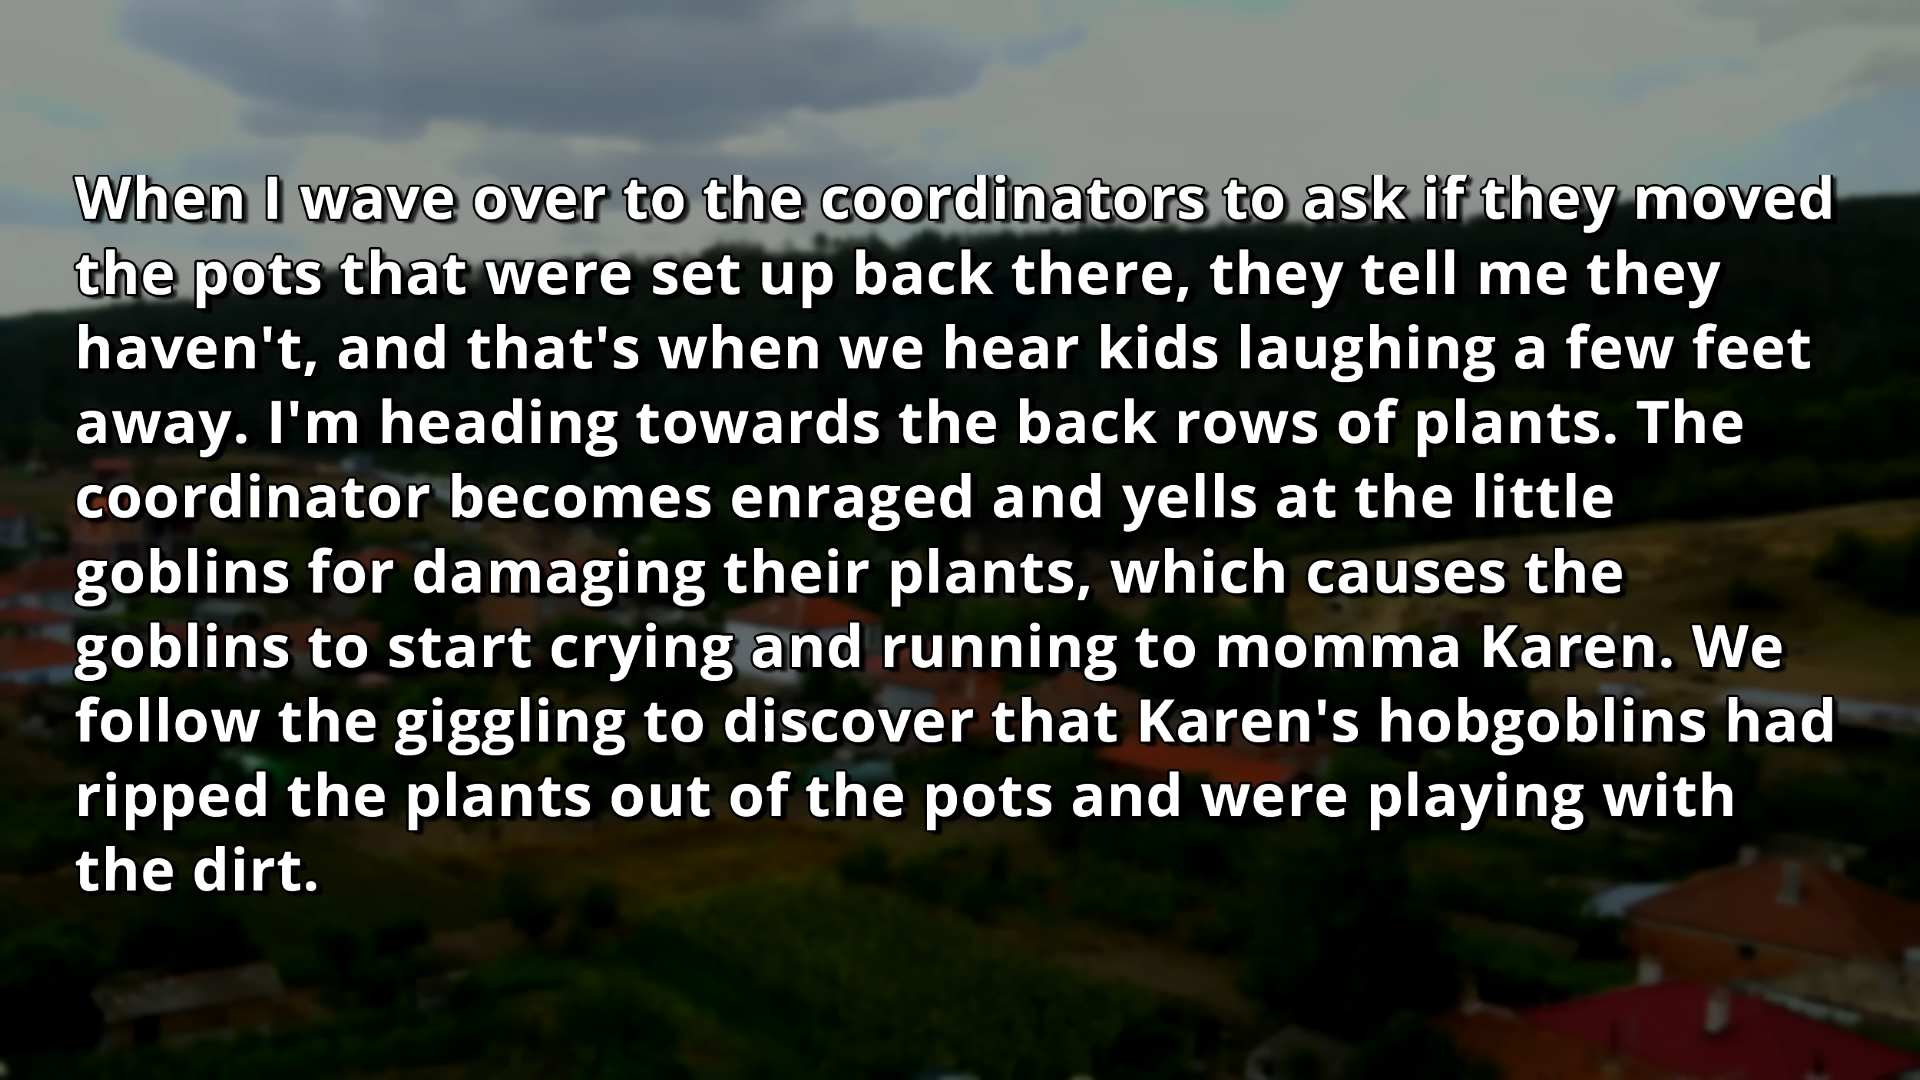 When I wave over to the coordinators to ask if they moved
the pots that were set up back there, they tell me they
haven't, and that's when we hear kids laughing a few feet
away. I'm heading towards the back rows of plants. The
coordinator becomes enraged and yells at the little
goblins for damaging their plants, which causes the
goblins to start crying and running to momma Karen. We
follow the giggling to discover that Karen's hobgoblins had
ripped the plants out of the pots and were playing with
the dirt.